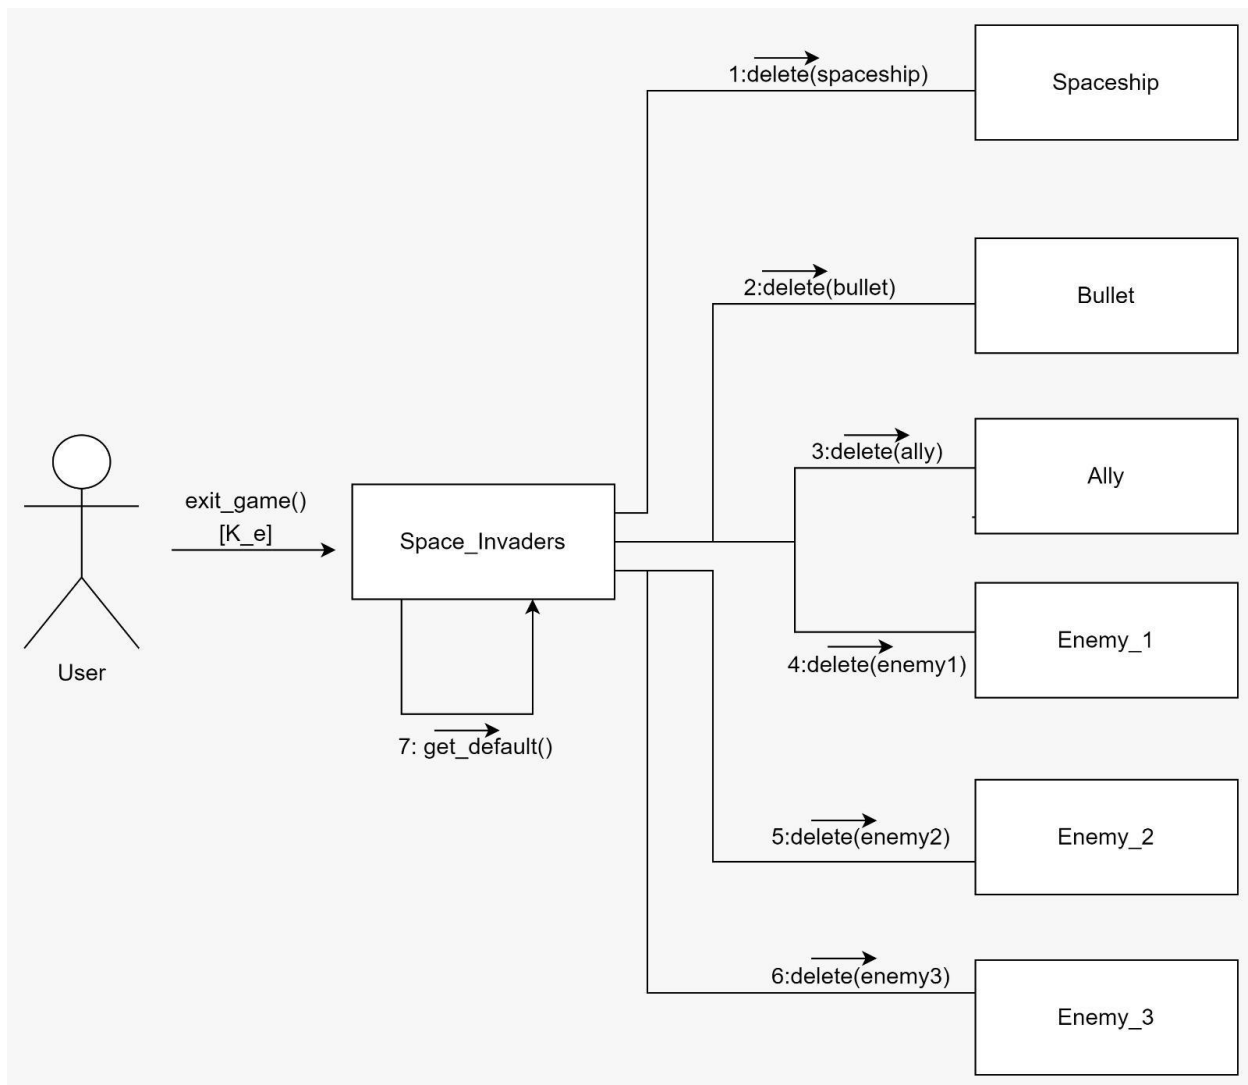 1:delete(spaceship)
Spaceship
2:delete(bullet)
Bullet
3:delete(ally)
Ally
exit_game()
[K_e]
Space_Invaders
User
4:delete(enemy1)
Enemy_1
7: get_default()
5:delete(enemy2)
Enemy_2
6:delete(enemy3)
Enemy_3